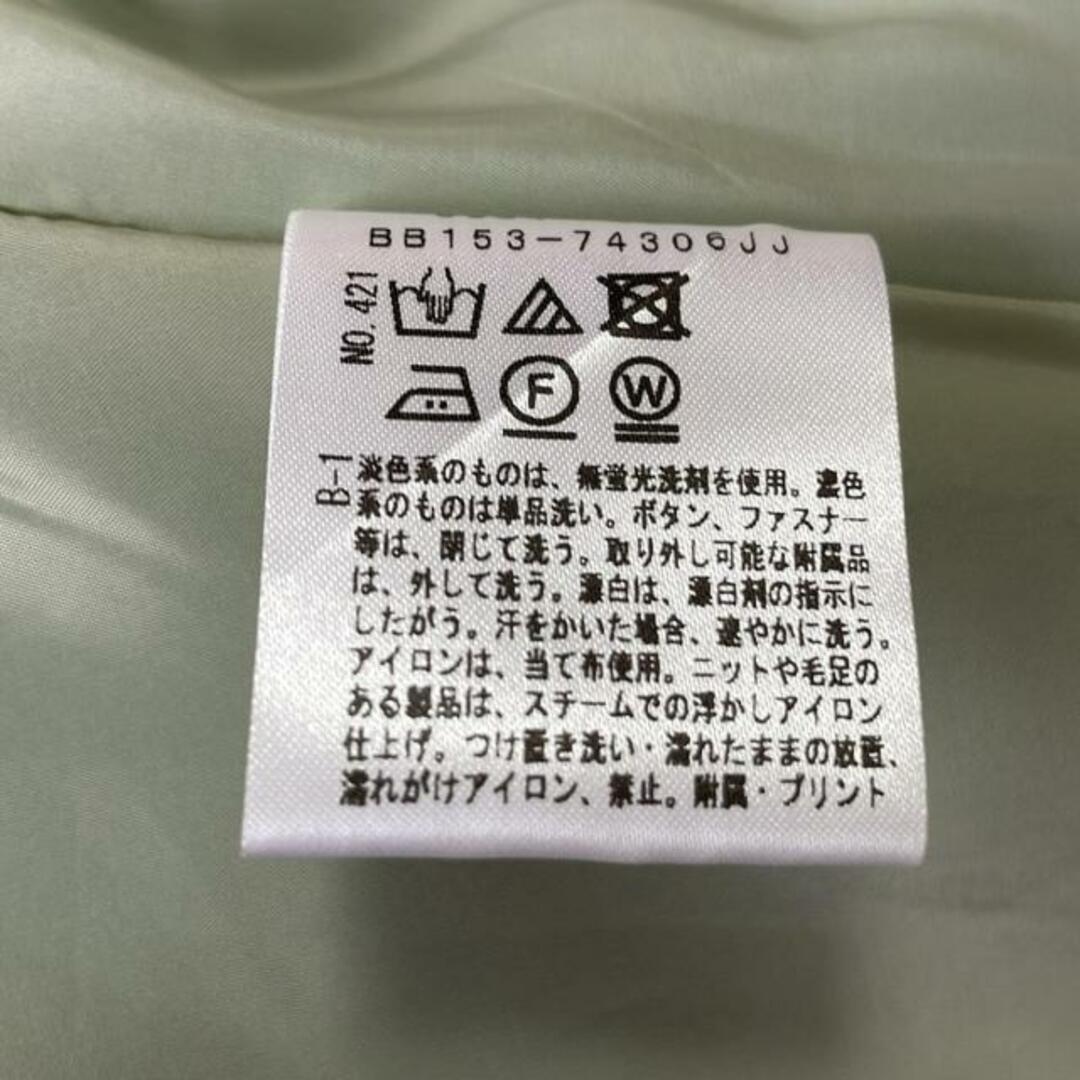 BB153-74306JJ
NO. 421
F
W
B-1
淡色系のものは、無蛍光洗剤を使用。濃色
系のものは単品洗い。ボタン、ファスナー
等は、閉じて洗う。取り外し可能な附属品
は、外して洗う。漂白は、漂白剤の指示に
したがう。汗をかいた場合、速やかに洗う。
アイロンは、当て布使用。ニットや毛足の
ある製品は、スチームでの浮かしアイロン
仕上げ。つけ置き洗い・濡れたままの放置、
濡れがけアイロン、禁止。附属・プリント